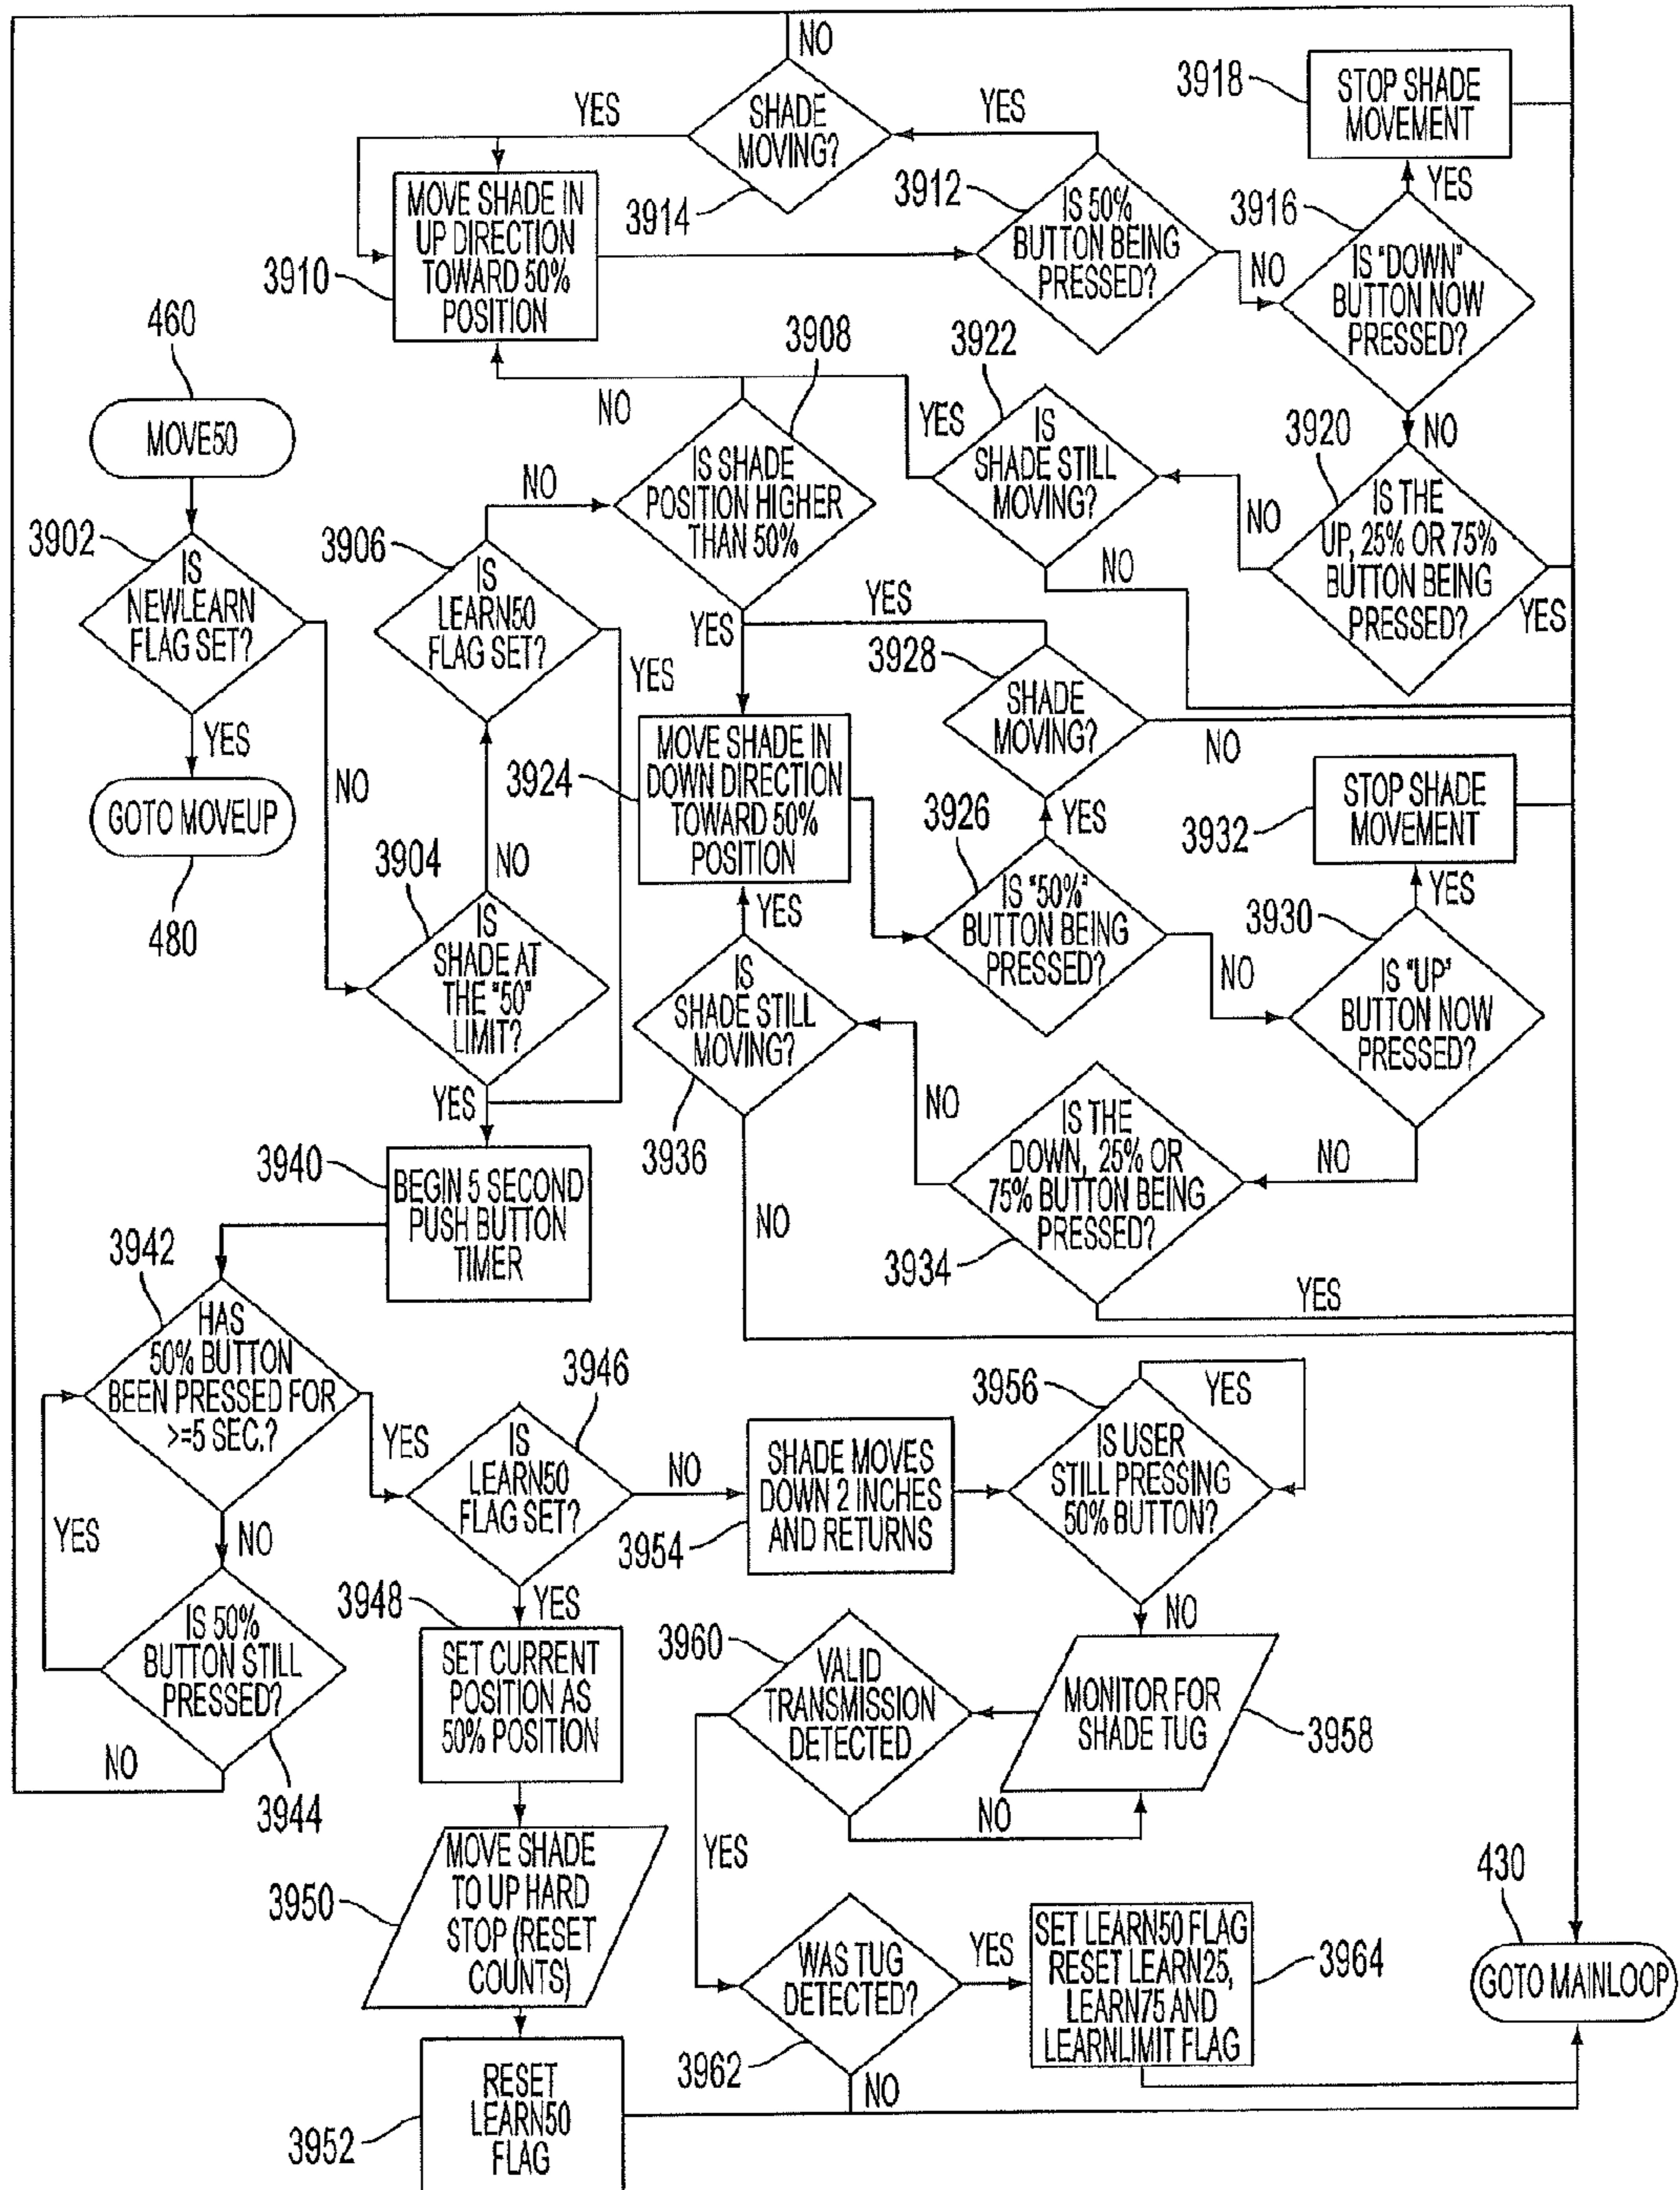 NO
3918
STOP SHADE
MOVEMENT
YES
SHADE
MOVING?
YES
3914
3912
IS 50%
BUTTON BEING
PRESSED?
YES
3916
NO
IS "DOWN"
BUTTON NOW
PRESSED?
3910
MOVE SHADE IN
UP DIRECTION
TOWARD 50%
POSITION
460
MOVE50
3908
NO
IS SHADE
POSITION HIGHER
THAN 50%
3922
YES
IS
SHADE STILL
MOVING?
NO
3920
NO
IS THE
UP, 25% OR 75%
BUTTON BEING
PRESSED?
NO
YES
3902
IS
NEWLEARN
FLAG SET?
3906
NO
IS
LEARN50
FLAG SET?
YES
YES
YES
3928
SHADE
MOVING?
NO
YES
GOTO MOVEUP
480
NO
3904
NO
IS
SHADE AT
THE "50"
LIMIT?
3924
MOVE SHADE IN
DOWN DIRECTION
TOWARD 50%
POSITION
3926
YES
IS "50%"
BUTTON BEING
PRESSED?
3932
STOP SHADE
MOVEMENT
YES
3930
NO
IS "UP"
BUTTON NOW
PRESSED?
YES
IS
SHADE STILL
MOVING?
3936
NO
NO
IS THE
DOWN, 25% OR
75% BUTTON BEING
PRESSED?
3934
NO
YES
YES
3940
BEGIN 5 SECOND
PUSH BUTTON
TIMER
3942
HAS
50% BUTTON
BEEN PRESSED FOR
>=5 SEC.?
YES
NO
YES
IS 50%
BUTTON STILL
PRESSED?
NO
3944
3946
IS
LEARN50
FLAG SET?
NO
YES
SHADE MOVES
DOWN 2 INCHES
AND RETURNS
3954
3956
YES
IS USER
STILL PRESSING
50% BUTTON?
NO
3948
SET CURRENT
POSITION AS
50% POSITION
3960
VALID
TRANSMISSION
DETECTED
MONITOR FOR
SHADE TUG
3958
NO
YES
3950
MOVE SHADE
TO UP HARD
STOP (RESET
COUNTS)
WAS TUG
DETECTED?
3962
YES
NO
SET LEARN50 FLAG
RESET LEARN25,
LEARN75 AND
LEARNLIMIT FLAG
3964
430
GOTO MAINLOOP
3952
RESET
LEARN50
FLAG